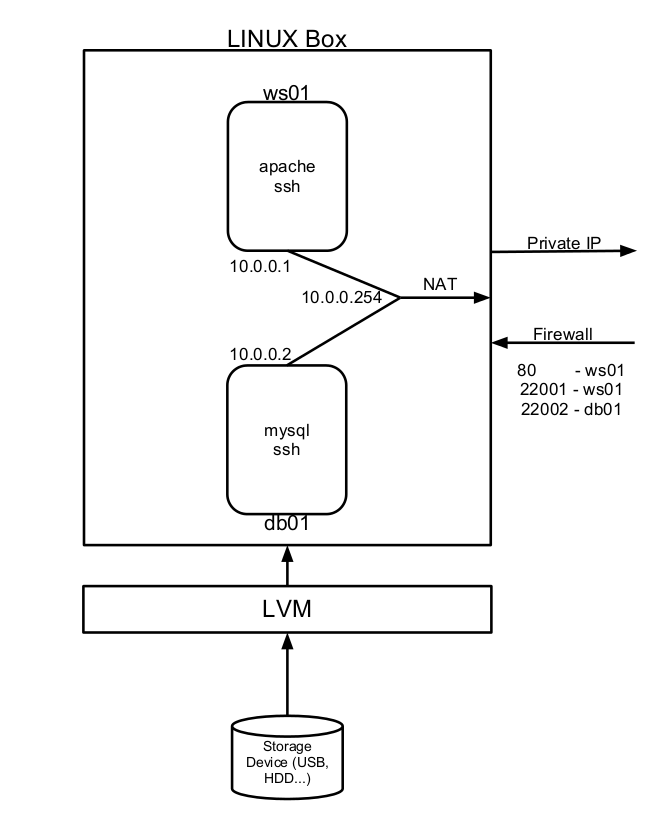 LINUX Box
ws01
apache
ssh
10.0.0.1
Private IP
NAT
10.0.0.254
Firewall
10.0.0.2
80 - ws01
22001 - ws01
22002 - db01
mysql
ssh
db01
LVM
Storage
Device (USB,
HDD...)